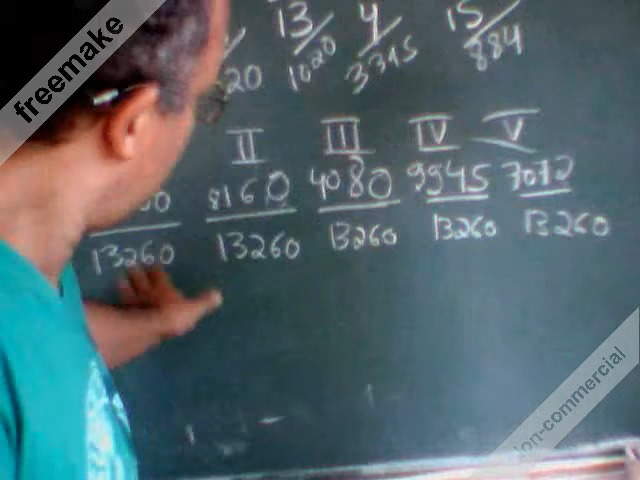 freemake
13/ 4/ 15/
20 1020 3315 884
II III IV V
60 8160 4080 9945 7072
13260 13260 13260 13260 13260
non-commercial